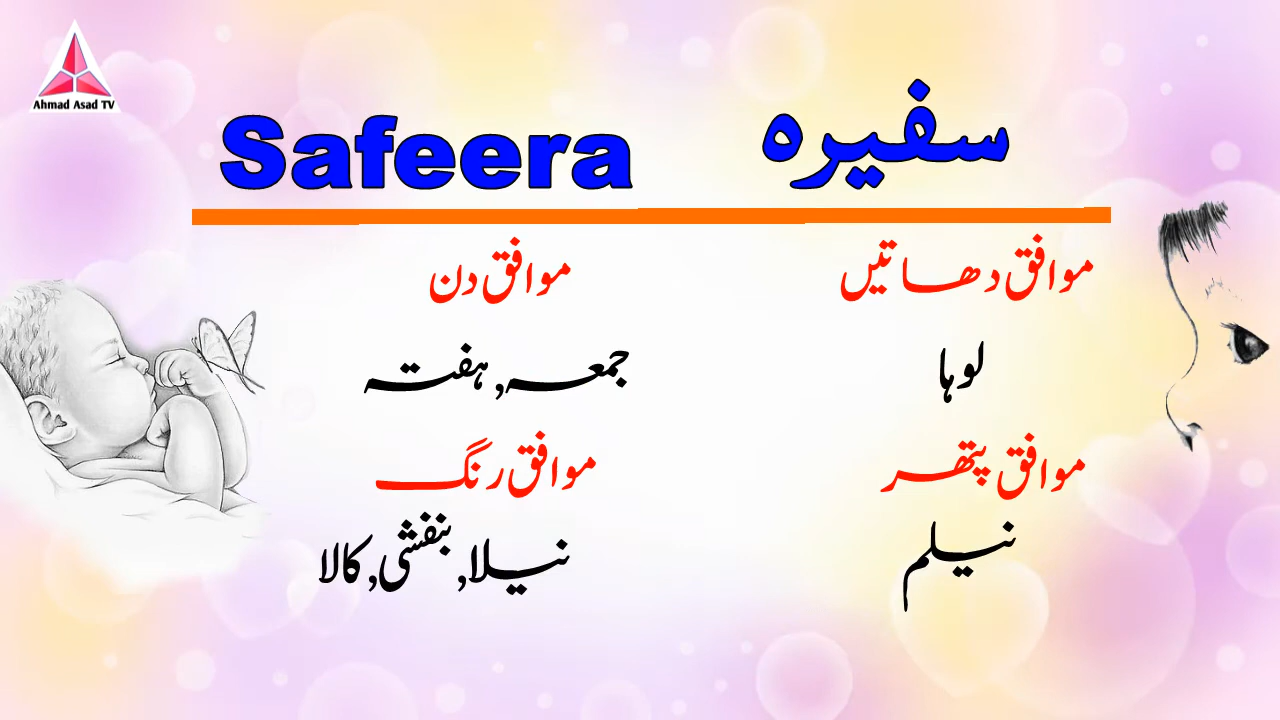 Ahmad Asad TV
Safeera سفیرہ
موافق دھاتیں موافق دن
لوہا جمعہ, ہفتہ
موافق پتھر موافق رنگ
نیلم نیلا, بنفشی, کالا